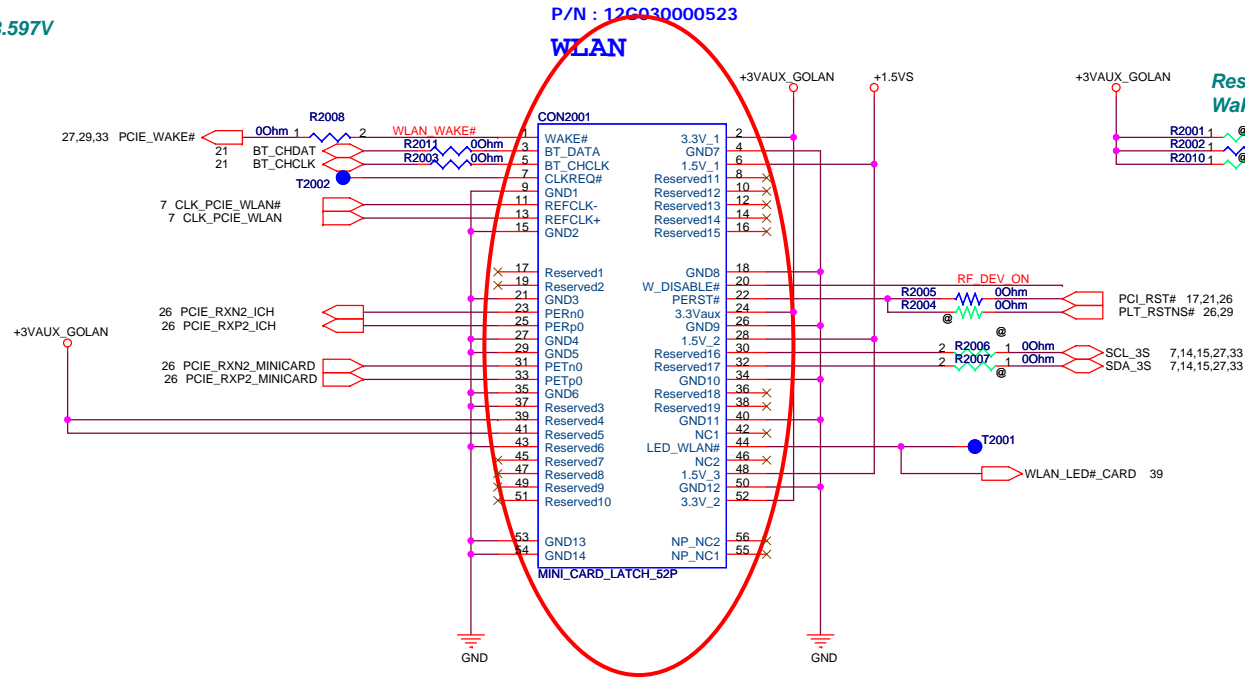 P/N : 12G030000523
3.597V
WLAN
+3VAUX_GOLAN
+1.5VS
+3VAUX_GOLAN
CON2001
R2008
27,29,33 PCIE_WAKE# 0Ohm 1 2 WLAN_WAKE# 1 WAKE# 3.3V_1 2
21 BT_CHDAT R2011 0Ohm 3 BT_DATA GND7 4
21 BT_CHCLK R2003 0Ohm 5 BT_CHCLK 1.5V_1 6
T2002 7 CLKREQ# Reserved11 8
9 GND1 Reserved12 10
7 CLK_PCIE_WLAN# 11 REFCLK- Reserved13 12
7 CLK_PCIE_WLAN 13 REFCLK+ Reserved14 14
15 GND2 Reserved15 16
R2001 1 @
R2002 1
R2010 1 @
17 Reserved1 GND8 18
19 Reserved2 W_DISABLE# 20 RF_DEV_ON
21 GND3 PERST# 22 R2005 0Ohm PCI_RST# 17,21,26
26 PCIE_RXN2_ICH 23 PERn0 3.3Vaux 24 R2004 0Ohm PLT_RSTNS# 26,29
@
26 PCIE_RXP2_ICH 25 PERp0 GND9 26
27 GND4 1.5V_2 28
@
+3VAUX_GOLAN
29 GND5 Reserved16 30 2 R2006 1 0Ohm SCL_3S 7,14,15,27,33
26 PCIE_RXN2_MINICARD 31 PETn0 Reserved17 32 2 R2007 1 0Ohm SDA_3S 7,14,15,27,33
@
26 PCIE_RXP2_MINICARD 33 PETp0 GND10 34
35 GND6 Reserved18 36
37 Reserved3 Reserved19 38
39 Reserved4 GND11 40
41 Reserved5 NC1 42
43 Reserved6 LED_WLAN# 44 T2001
45 Reserved7 NC2 46
47 Reserved8 1.5V_3 48 WLAN_LED#_CARD 39
49 Reserved9 GND12 50
51 Reserved10 3.3V_2 52
53 GND13 NP_NC2 56
54 GND14 NP_NC1 55
MINI_CARD_LATCH_52P
GND
GND